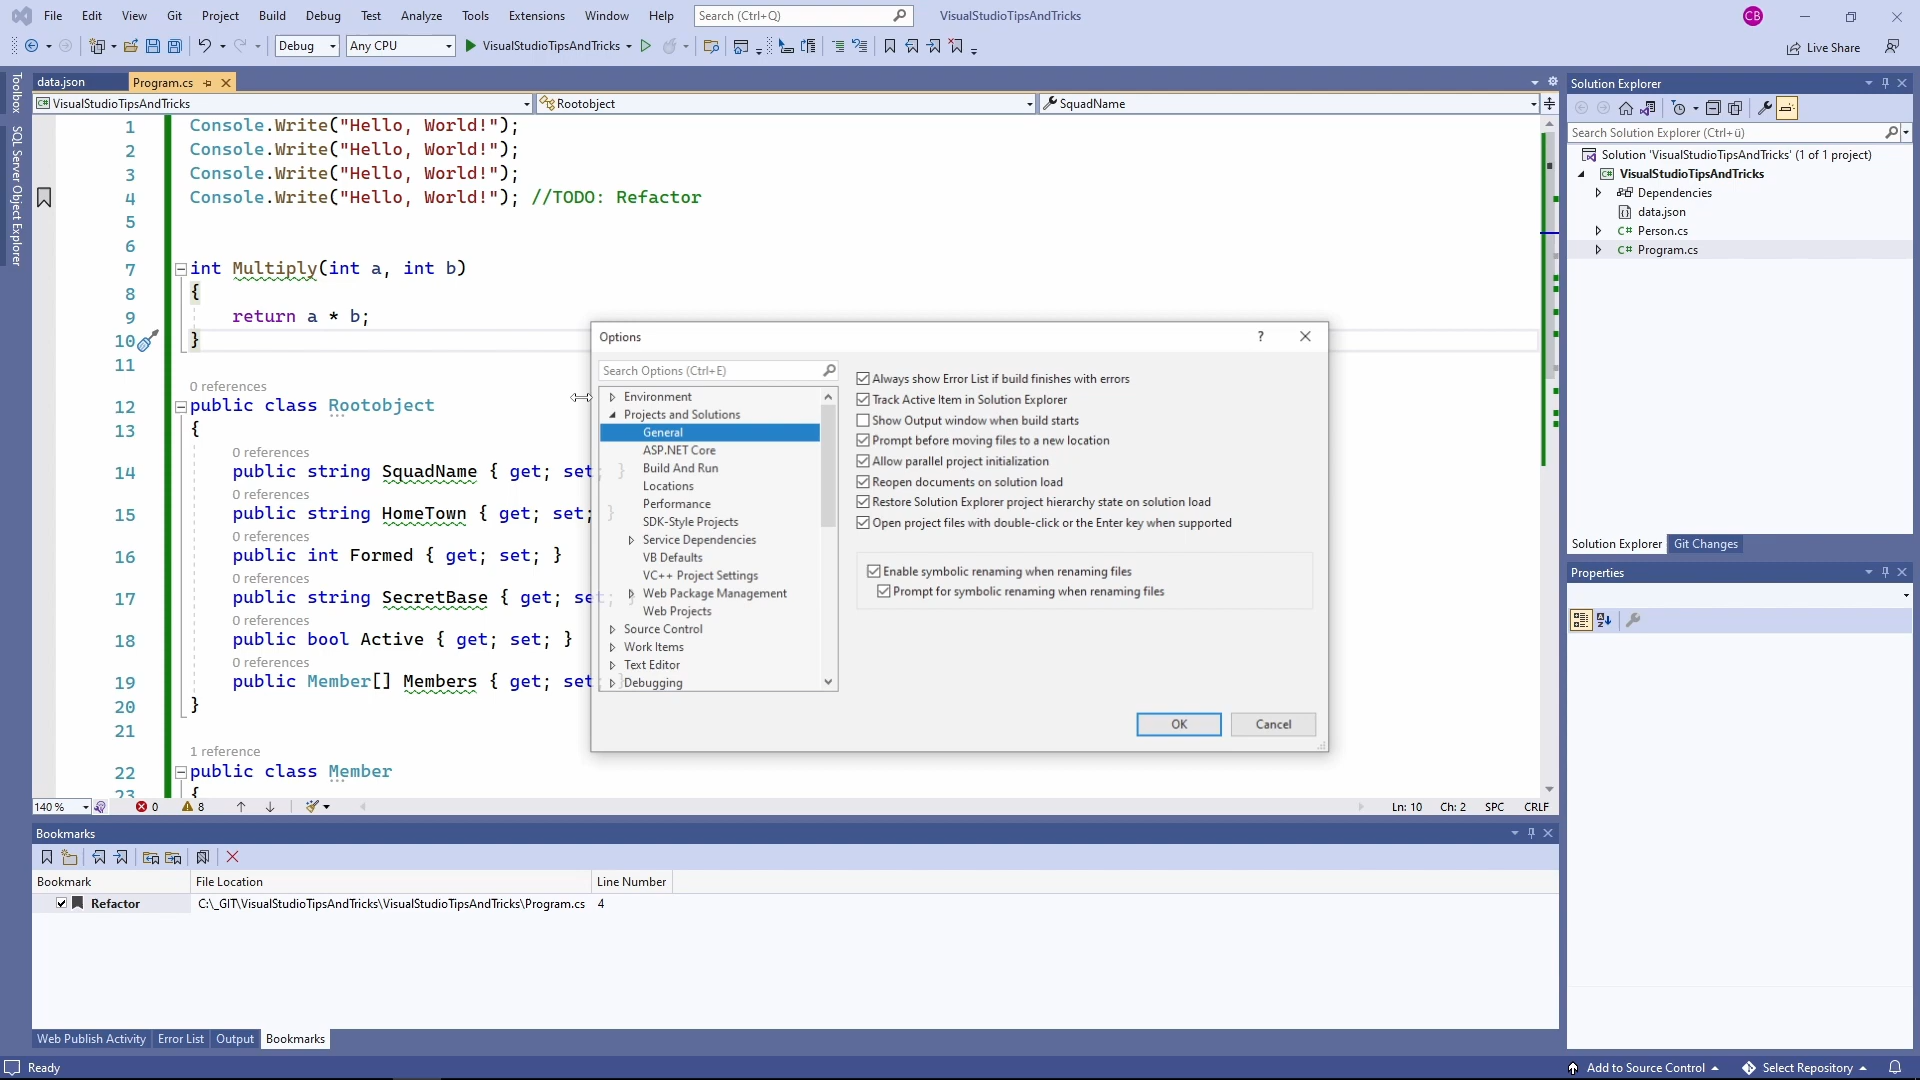 File Edit View Git Project Build Debug Test Analyze Tools Extensions Window Help Search (Ctrl+Q) VisualStudioTipsAndTricks CB
Debug Any CPU VisualStudioTipsAndTricks Live Share
Toolbox
SQL Server Object Explorer
data.json Program.cs
VisualStudioTipsAndTricks Rootobject SquadName
1 Console.Write("Hello, World!");
2 Console.Write("Hello, World!");
3 Console.Write("Hello, World!");
4 Console.Write("Hello, World!"); //TODO: Refactor
5
6
7 int Multiply(int a, int b)
8 {
9 return a * b;
10 }
11
0 references
12 public class Rootobject
13 {
0 references
14 public string SquadName { get; set; }
0 references
15 public string HomeTown { get; set; }
0 references
16 public int Formed { get; set; }
0 references
17 public string SecretBase { get; set; }
0 references
18 public bool Active { get; set; }
0 references
19 public Member[] Members { get; set; }
20 }
21
1 reference
22 public class Member
23 {
140 % 0 8 Ln: 10 Ch: 2 SPC CRLF
Options ?
Search Options (Ctrl+E)
Environment
Projects and Solutions
General
ASP.NET Core
Build And Run
Locations
Performance
SDK-Style Projects
Service Dependencies
VB Defaults
VC++ Project Settings
Web Package Management
Web Projects
Source Control
Work Items
Text Editor
Debugging
Always show Error List if build finishes with errors
Track Active Item in Solution Explorer
Show Output window when build starts
Prompt before moving files to a new location
Allow parallel project initialization
Reopen documents on solution load
Restore Solution Explorer project hierarchy state on solution load
Open project files with double-click or the Enter key when supported
Enable symbolic renaming when renaming files
Prompt for symbolic renaming when renaming files
OK Cancel
Solution Explorer
Search Solution Explorer (Ctrl+ü)
Solution 'VisualStudioTipsAndTricks' (1 of 1 project)
VisualStudioTipsAndTricks
Dependencies
data.json
C# Person.cs
C# Program.cs
Solution Explorer Git Changes
Properties
Bookmarks
Bookmark File Location Line Number
Refactor C:\_GIT\VisualStudioTipsAndTricks\VisualStudioTipsAndTricks\Program.cs 4
Web Publish Activity Error List Output Bookmarks
Ready Add to Source Control Select Repository